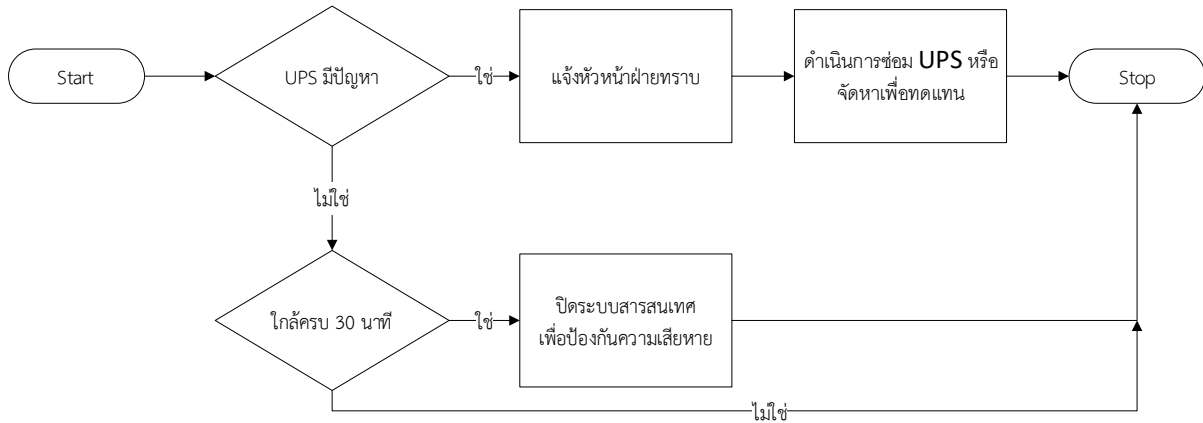 Start
UPS มีปัญหา
ใช่
แจ้งหัวหน้าฝ่ายทราบ
ดำเนินการซ่อม UPS หรือ
จัดหาเพื่อทดแทน
Stop
ไม่ใช่
ใกล้ครบ 30 นาที
ใช่
ปิดระบบสารสนเทศ
เพื่อป้องกันความเสียหาย
ไม่ใช่